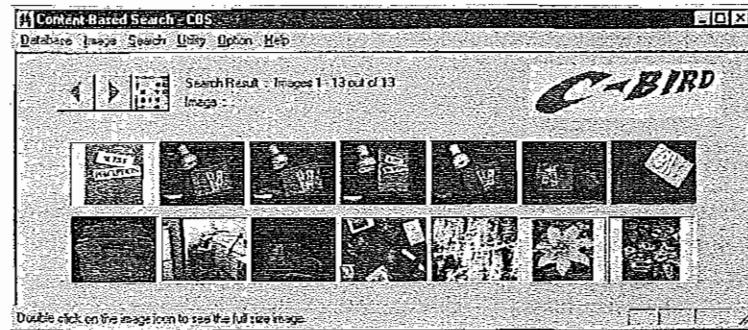 Content-Based Search - CBS
Database Image Search Utility Option Help
Search Result : Images 1 - 13 out of 13
Image :
C-BIRD
Double click on the image icon to see the full size image.